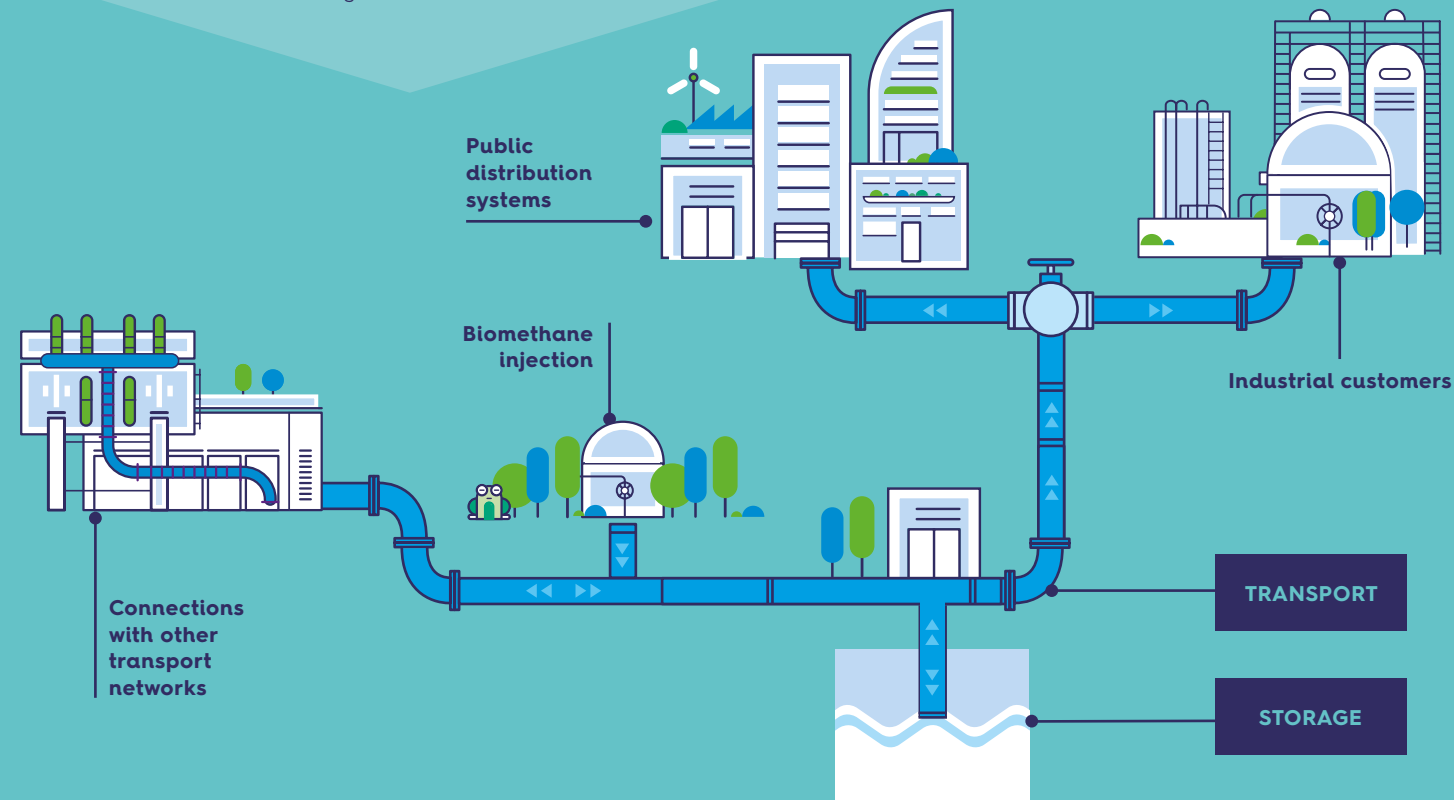 Public
distribution
systems
Biomethane
injection
Industrial customers
Connections
with other
transport
networks
TRANSPORT
STORAGE